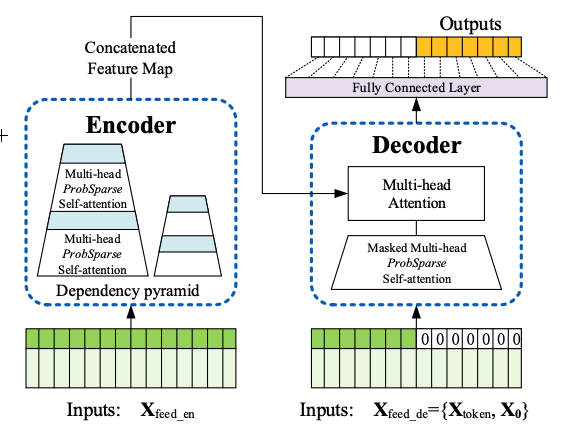 Outputs
Concatenated
Feature Map
Fully Connected Layer
Encoder
Decoder
Multi-head
ProbSparse
Self-attention
Multi-head
ProbSparse
Self-attention
Dependency pyramid
Multi-head
Attention
Masked Multi-head
ProbSparse
Self-attention
0 0 0 0 0 0 0
Inputs: Xfeed_en
Inputs: Xfeed_de={Xtoken, X0}